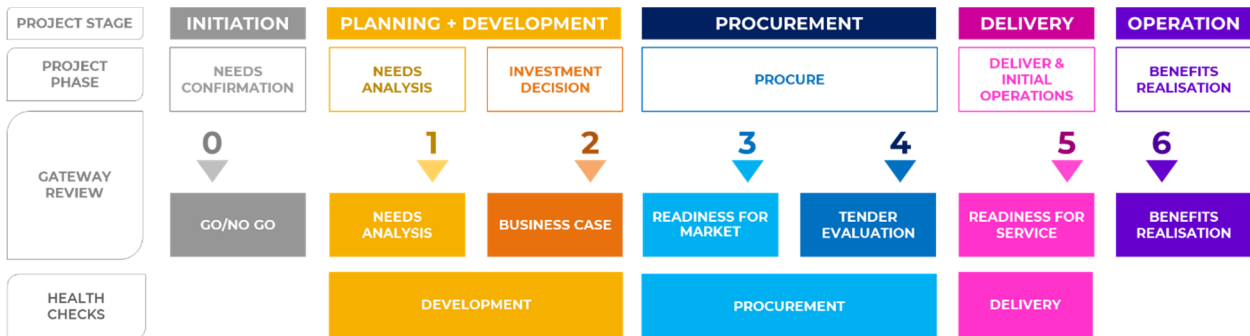 PROJECT STAGE
INITIATION
PLANNING + DEVELOPMENT
PROCUREMENT
DELIVERY
OPERATION
PROJECT
PHASE
NEEDS
CONFIRMATION
NEEDS
ANALYSIS
INVESTMENT
DECISION
PROCURE
DELIVER &
INITIAL
OPERATIONS
BENEFITS
REALISATION
GATEWAY
REVIEW
0
1
2
3
4
5
6
GO/NO GO
NEEDS
ANALYSIS
BUSINESS CASE
READINESS FOR
MARKET
TENDER
EVALUATION
READINESS FOR
SERVICE
BENEFITS
REALISATION
HEALTH
CHECKS
DEVELOPMENT
PROCUREMENT
DELIVERY